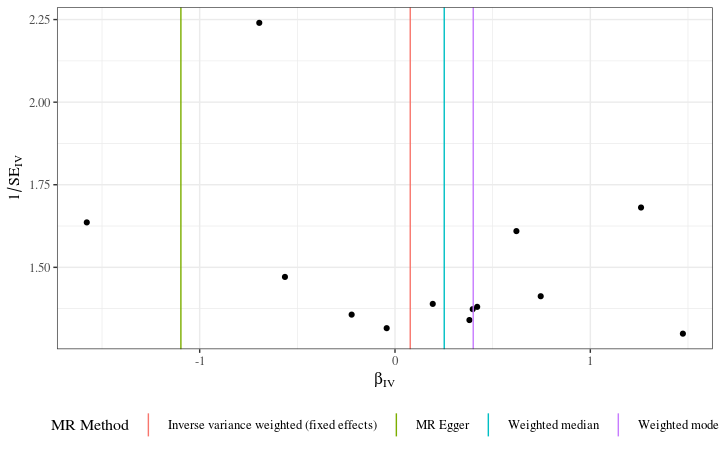 2.25
2.00
1.75
1.50
1/SE_IV
-1 0 1
β_IV
MR Method Inverse variance weighted (fixed effects) MR Egger Weighted median Weighted mode